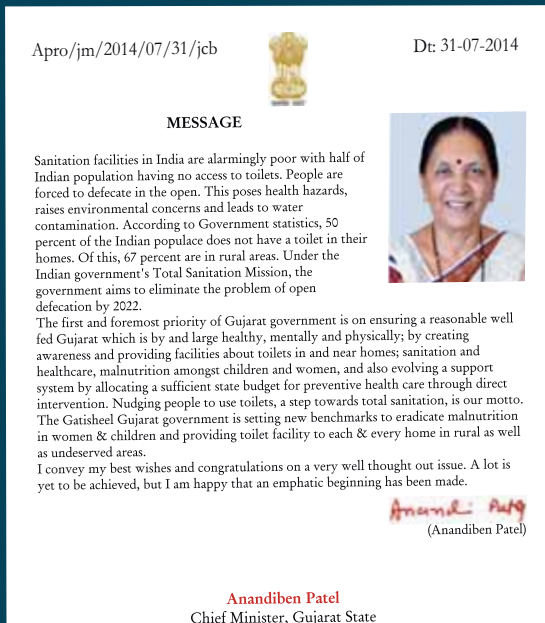 Apro/jm/2014/07/31/jcb
Dt: 31-07-2014
MESSAGE
Sanitation facilities in India are alarmingly poor with half of
Indian population having no access to toilets. People are
forced to defecate in the open. This poses health hazards,
raises environmental concerns and leads to water
contamination. According to Government statistics, 50
percent of the Indian populace does not have a toilet in their
homes. Of this, 67 percent are in rural areas. Under the
Indian government's Total Sanitation Mission, the
government aims to eliminate the problem of open
defecation by 2022.
The first and foremost priority of Gujarat government is on ensuring a reasonable well
fed Gujarat which is by and large healthy, mentally and physically; by creating
awareness and providing facilities about toilets in and near homes; sanitation and
healthcare, malnutrition amongst children and women, and also evolving a support
system by allocating a sufficient state budget for preventive health care through direct
intervention. Nudging people to use toilets, a step towards total sanitation, is our motto.
The Gatisheel Gujarat government is setting new benchmarks to eradicate malnutrition
in women & children and providing toilet facility to each & every home in rural as well
as undeserved areas.
I convey my best wishes and congratulations on a very well thought out issue. A lot is
yet to be achieved, but I am happy that an emphatic beginning has been made.
Anandi Patel
(Anandiben Patel)
Anandiben Patel
Chief Minister, Gujarat State